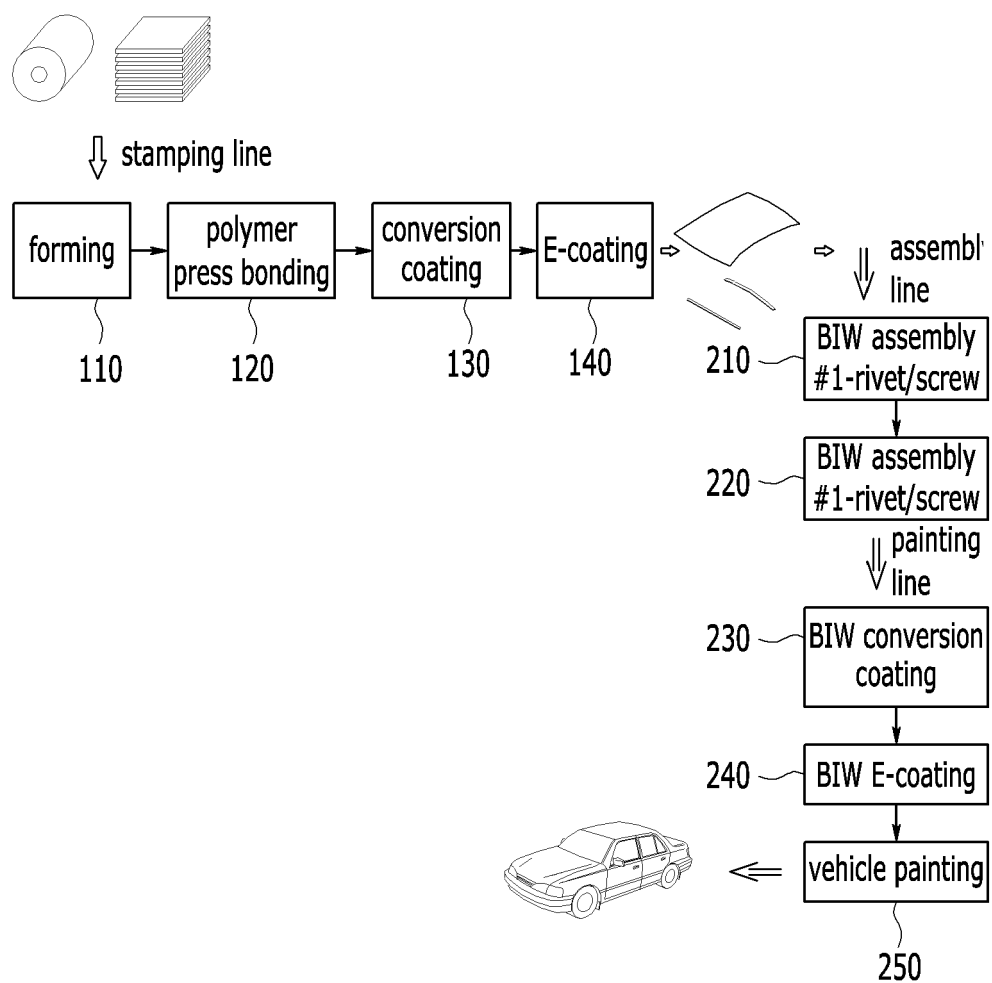 stamping line
forming
polymer
press bonding
conversion
coating
E-coating
110
120
130
140
assembl
line
210
BIW assembly
#1-rivet/screw
220
BIW assembly
#1-rivet/screw
painting
line
230
BIW conversion
coating
240
BIW E-coating
vehicle painting
250